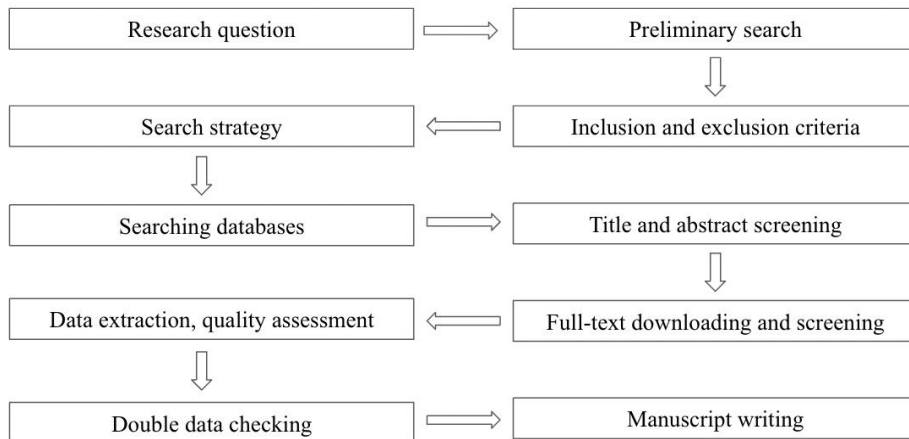 Research question
Preliminary search
Inclusion and exclusion criteria
Search strategy
Searching databases
Title and abstract screening
Full-text downloading and screening
Data extraction, quality assessment
Double data checking
Manuscript writing